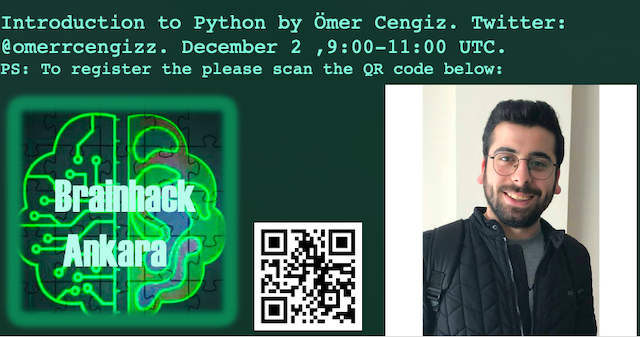 Introduction to Python by Ömer Cengiz. Twitter:
@omerrcengizz. December 2 ,9:00-11:00 UTC.
PS: To register the please scan the QR code below:
Brainhack
Ankara